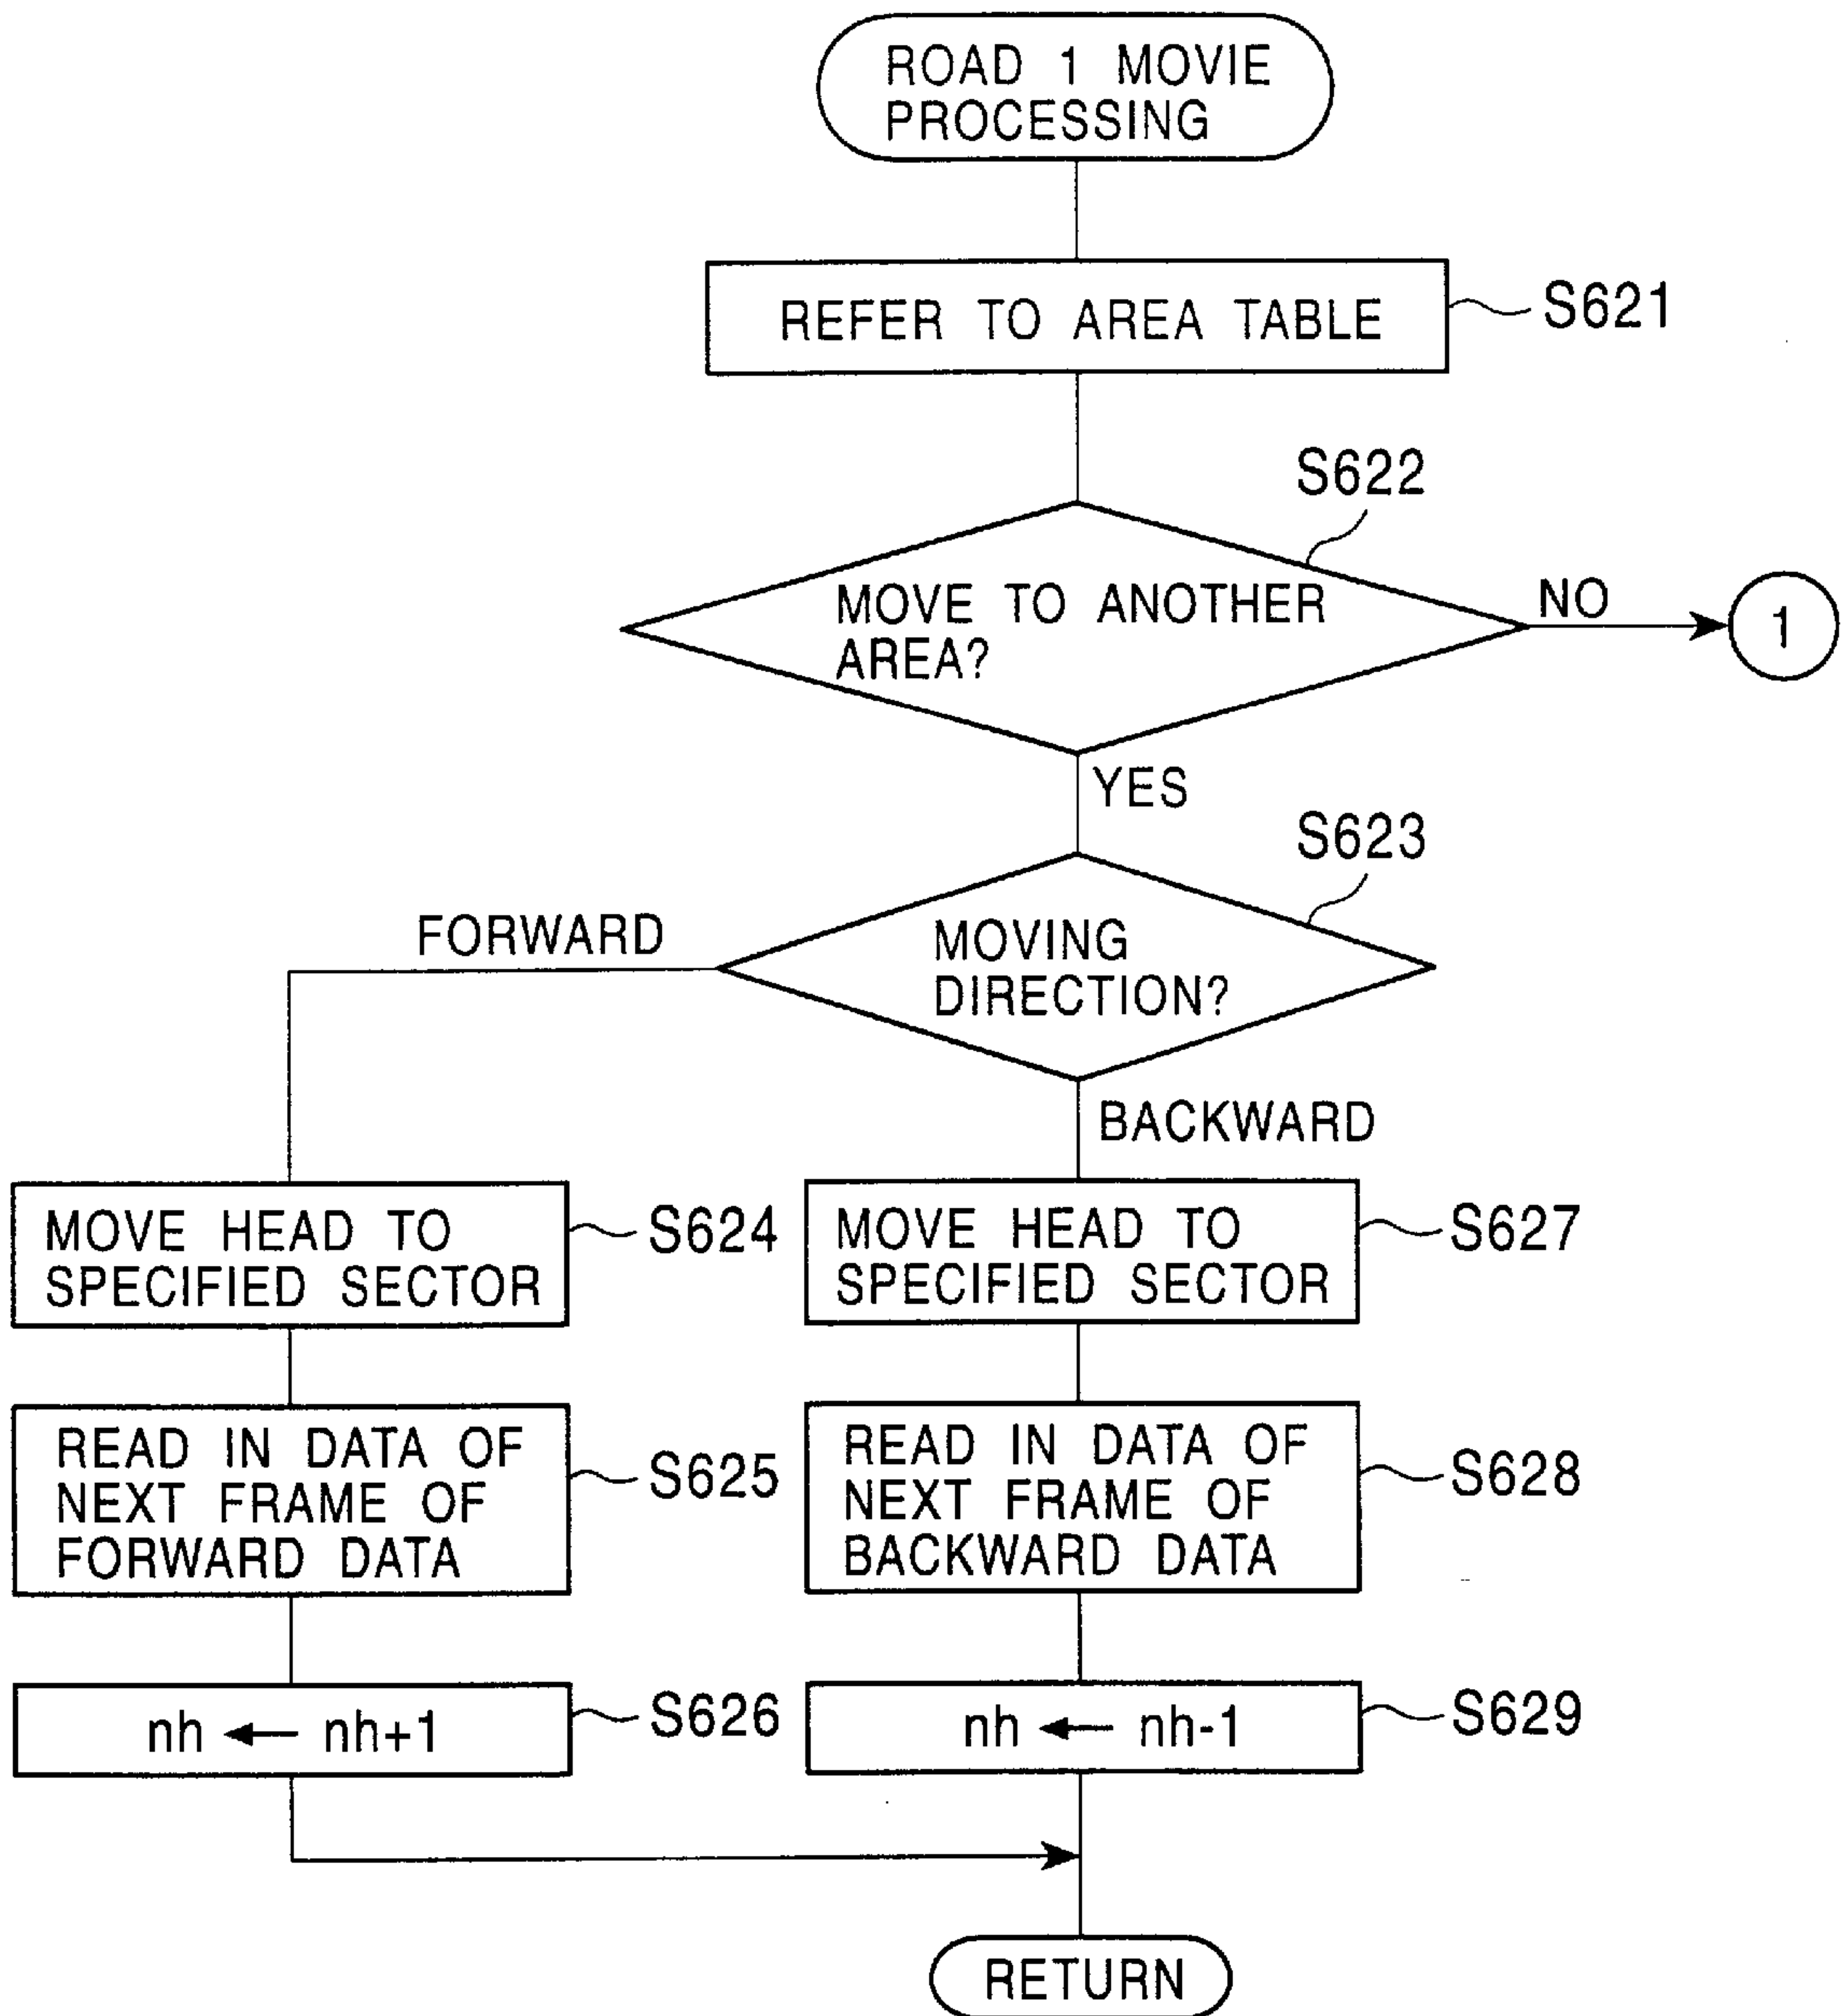 ROAD 1 MOVIE
PROCESSING
REFER TO AREA TABLE
S621
S622
MOVE TO ANOTHER
AREA?
NO
1
YES
S623
FORWARD
MOVING
DIRECTION?
BACKWARD
MOVE HEAD TO
SPECIFIED SECTOR
S624
MOVE HEAD TO
SPECIFIED SECTOR
S627
READ IN DATA OF
NEXT FRAME OF
FORWARD DATA
S625
READ IN DATA OF
NEXT FRAME OF
BACKWARD DATA
S628
nh ← nh+1
S626
nh ← nh-1
S629
RETURN